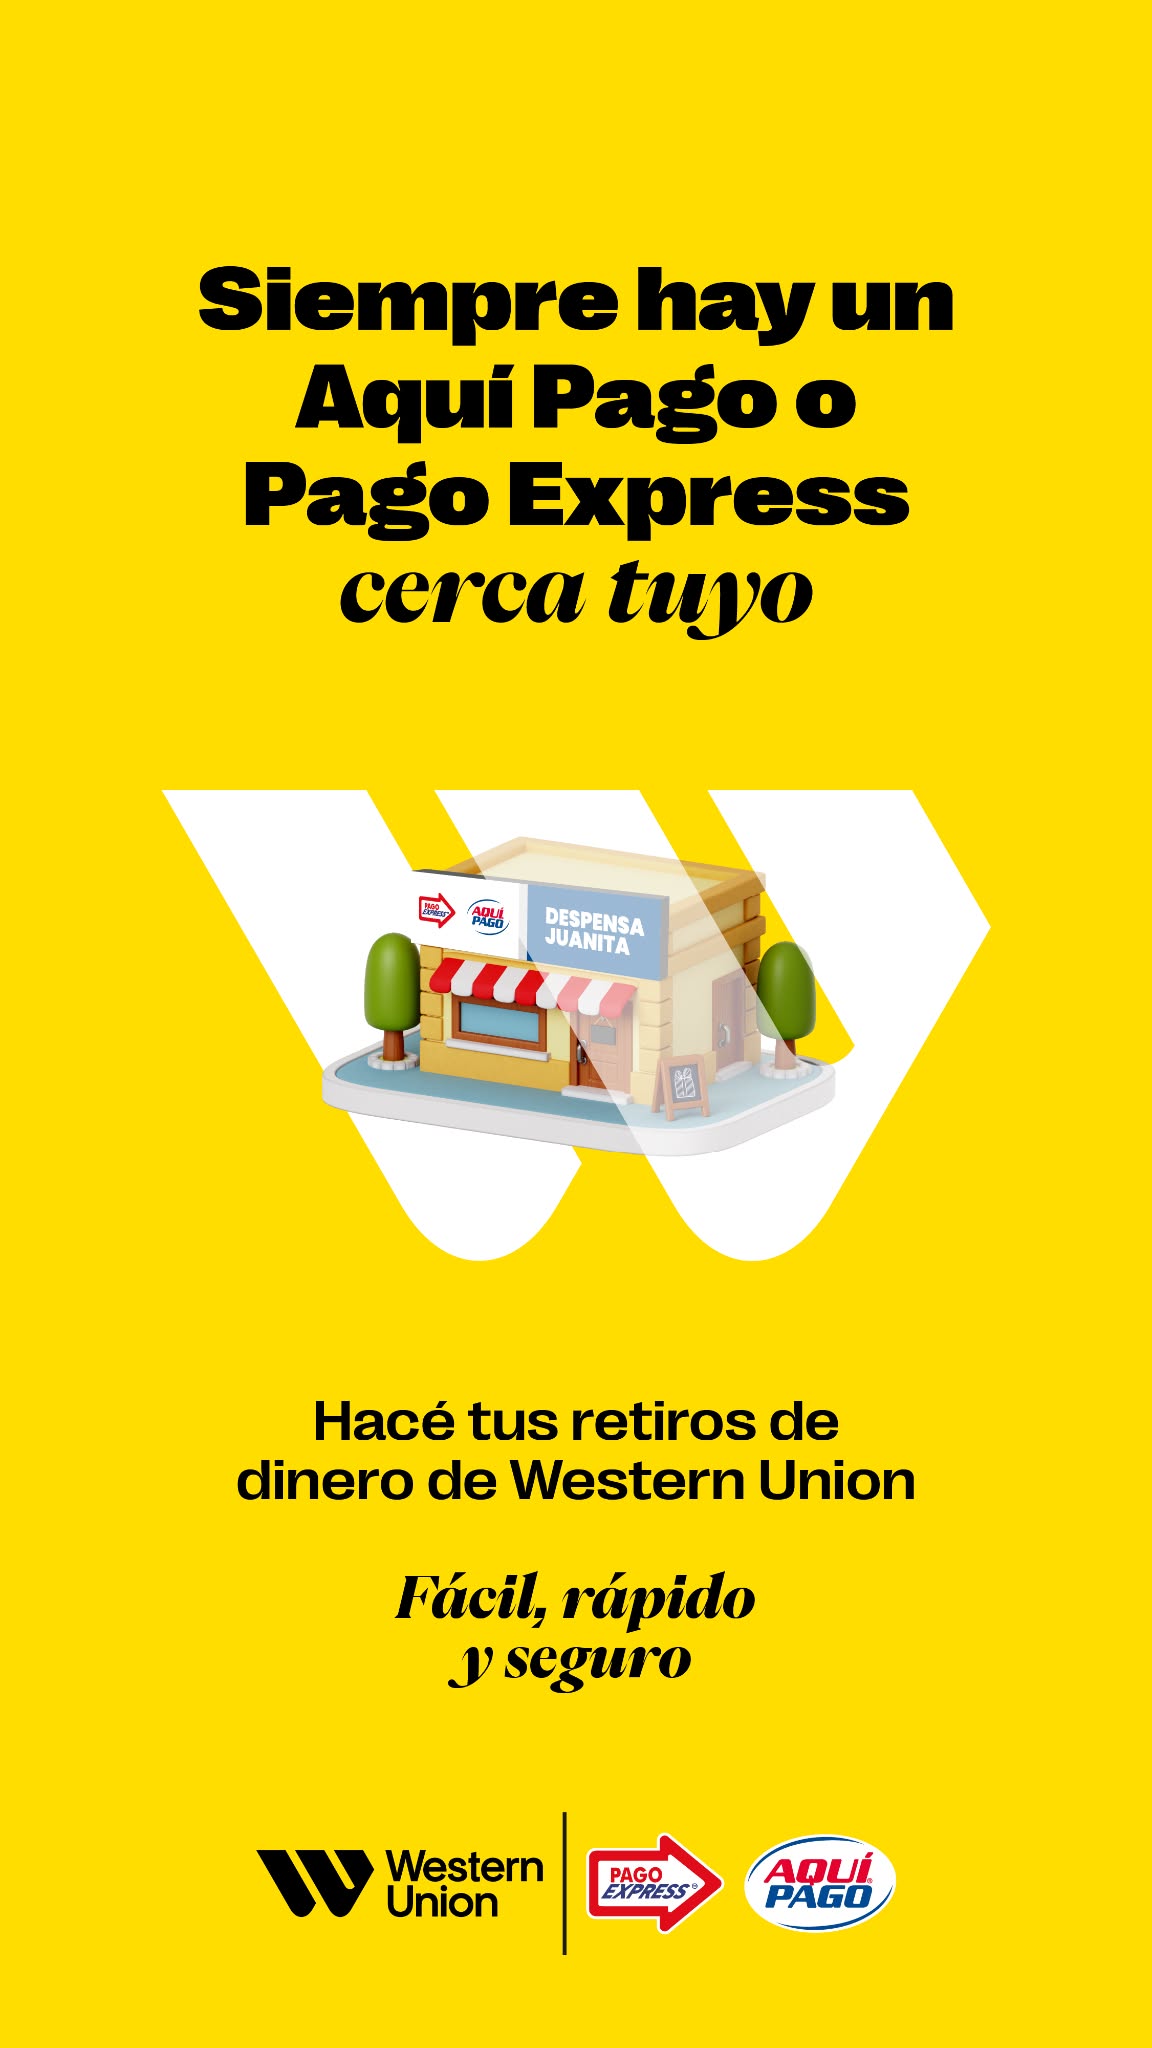 Siempre hay un
Aquí Pago o
Pago Express
cerca tuyo
PAGO
EXPRESS
AQUÍ
PAGO
DESPENSA
JUANITA
Hacé tus retiros de
dinero de Western Union
Fácil, rápido
y seguro
Western
Union
PAGO
EXPRESS
AQUÍ
PAGO